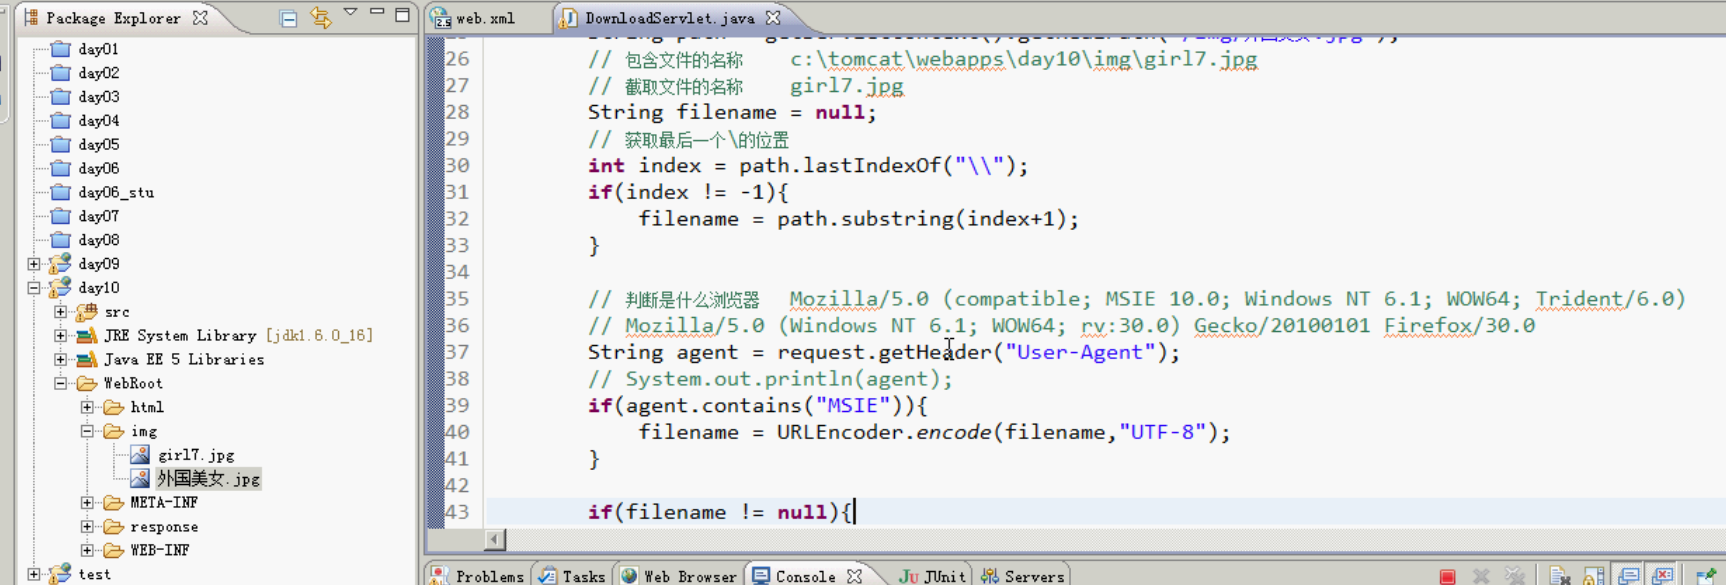 Package Explorer
day01
day02
day03
day04
day05
day06
day06_stu
day07
day08
day09
day10
src
JRE System Library [jdk1.6.0_16]
Java EE 5 Libraries
WebRoot
html
img
girl7.jpg
外国美女.jpg
META-INF
response
WEB-INF
test
web.xml
DownloadServlet.java
26 // 包含文件的名称 c:\tomcat\webapps\day10\img\girl7.jpg
27 // 截取文件的名称 girl7.jpg
28 String filename = null;
29 // 获取最后一个\的位置
30 int index = path.lastIndexOf("\\");
31 if(index != -1){
32 filename = path.substring(index+1);
33 }
34
35 // 判断是什么浏览器 Mozilla/5.0 (compatible; MSIE 10.0; Windows NT 6.1; WOW64; Trident/6.0)
36 // Mozilla/5.0 (Windows NT 6.1; WOW64; rv:30.0) Gecko/20100101 Firefox/30.0
37 String agent = request.getHeader("User-Agent");
38 // System.out.println(agent);
39 if(agent.contains("MSIE")){
40 filename = URLEncoder.encode(filename,"UTF-8");
41 }
42
43 if(filename != null){
Problems Tasks Web Browser Console JUnit Servers